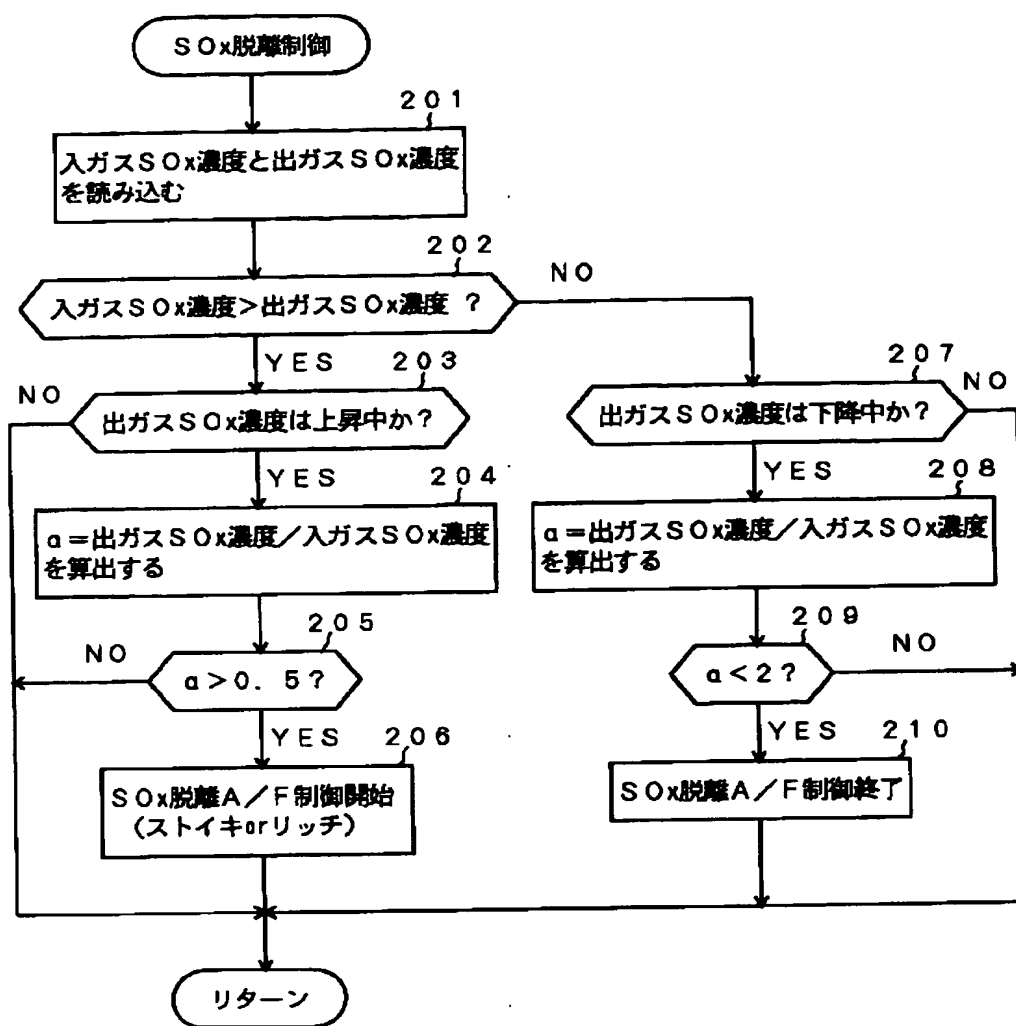 SOx脱離制御
201
入ガスSOx濃度と出ガスSOx濃度
を読み込む
202
入ガスSOx濃度>出ガスSOx濃度 ?
NO
YES
203
NO
出ガスSOx濃度は上昇中か?
207
NO
出ガスSOx濃度は下降中か?
YES
204
α=出ガスSOx濃度/入ガスSOx濃度
を算出する
YES
208
α=出ガスSOx濃度/入ガスSOx濃度
を算出する
205
NO
α>0.5?
209
NO
α<2?
YES
206
SOx脱離A/F制御開始
(ストイキorリッチ)
YES
210
SOx脱離A/F制御終了
リターン